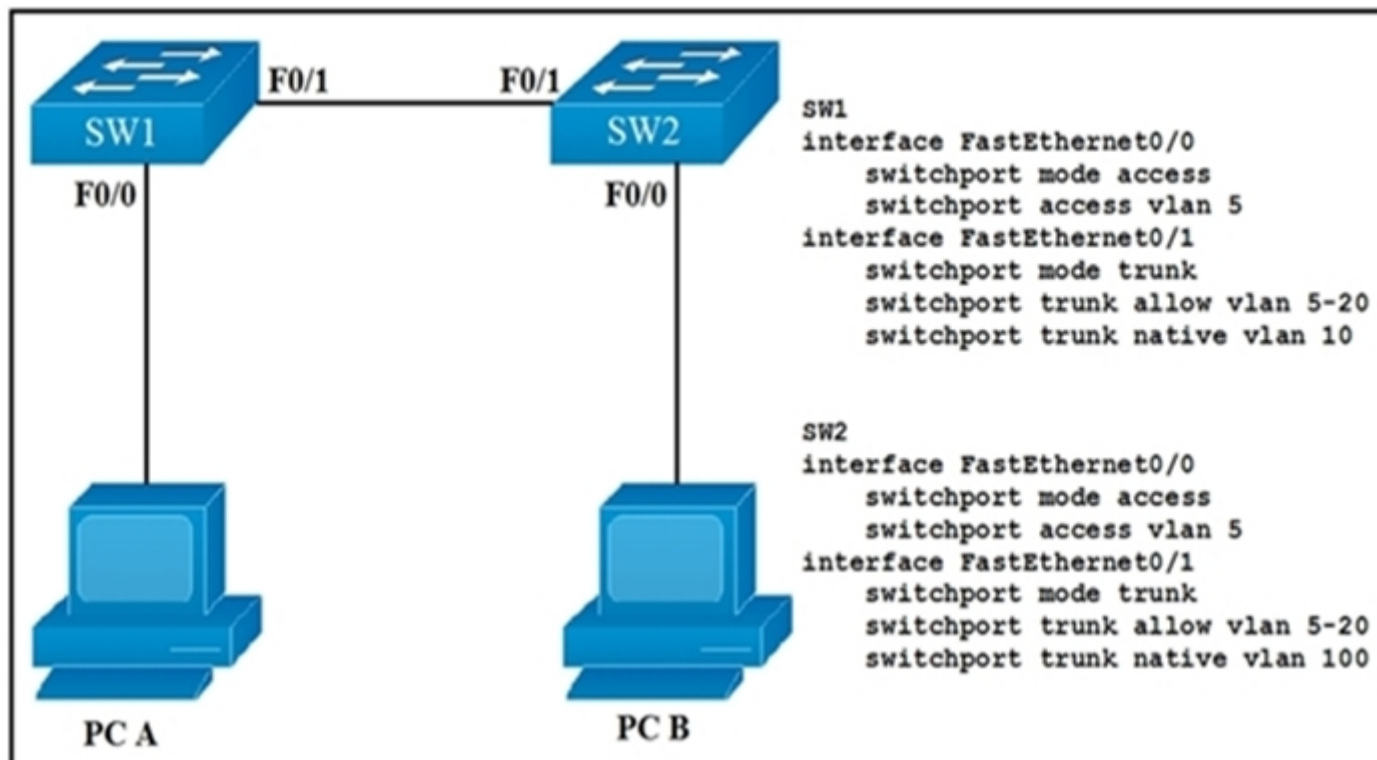 F0/1
F0/1
SW1
SW2
F0/0
F0/0
PC A
PC B
SW1
interface FastEthernet0/0
switchport mode access
switchport access vlan 5
interface FastEthernet0/1
switchport mode trunk
switchport trunk allow vlan 5-20
switchport trunk native vlan 10
SW2
interface FastEthernet0/0
switchport mode access
switchport access vlan 5
interface FastEthernet0/1
switchport mode trunk
switchport trunk allow vlan 5-20
switchport trunk native vlan 100